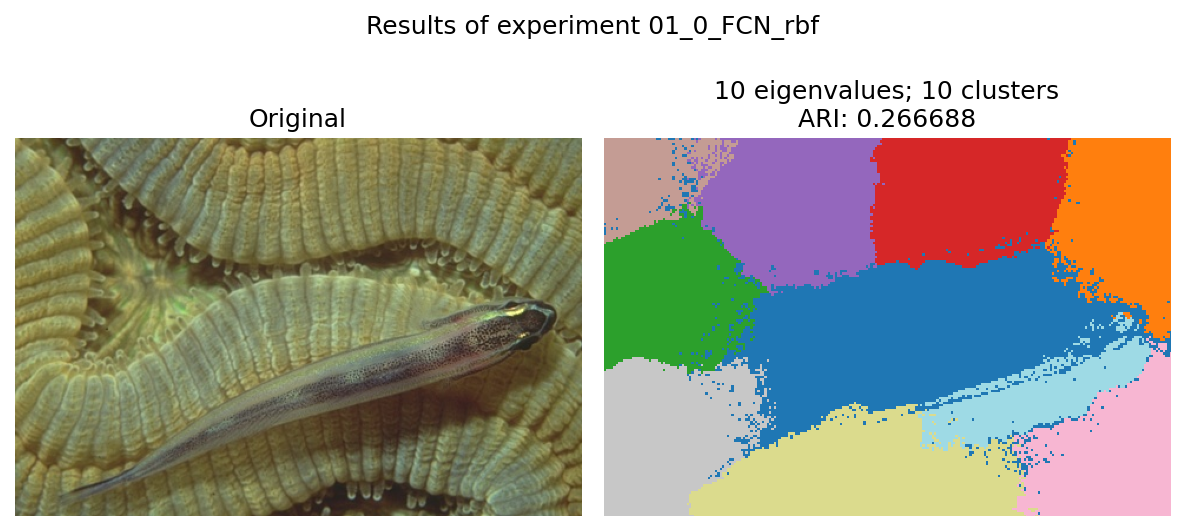 Results of experiment 01_0_FCN_rbf
Original
10 eigenvalues; 10 clusters
ARI: 0.266688